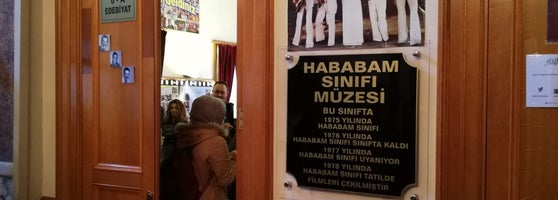 6 - A
EDEBİYAT
geldiniz
HABABAM
SINIFI
MÜZESİ
BU SINIFTA
1975 YILINDA
HABABAM SINIFI
1976 YILINDA
HABABAM SINIFI SINIFTA KALDI
1977 YILINDA
HABABAM SINIFI UYANIYOR
1978 YILINDA
HABABAM SINIFI TATİLDE
FİLMLERİ ÇEKİLMİŞTİR